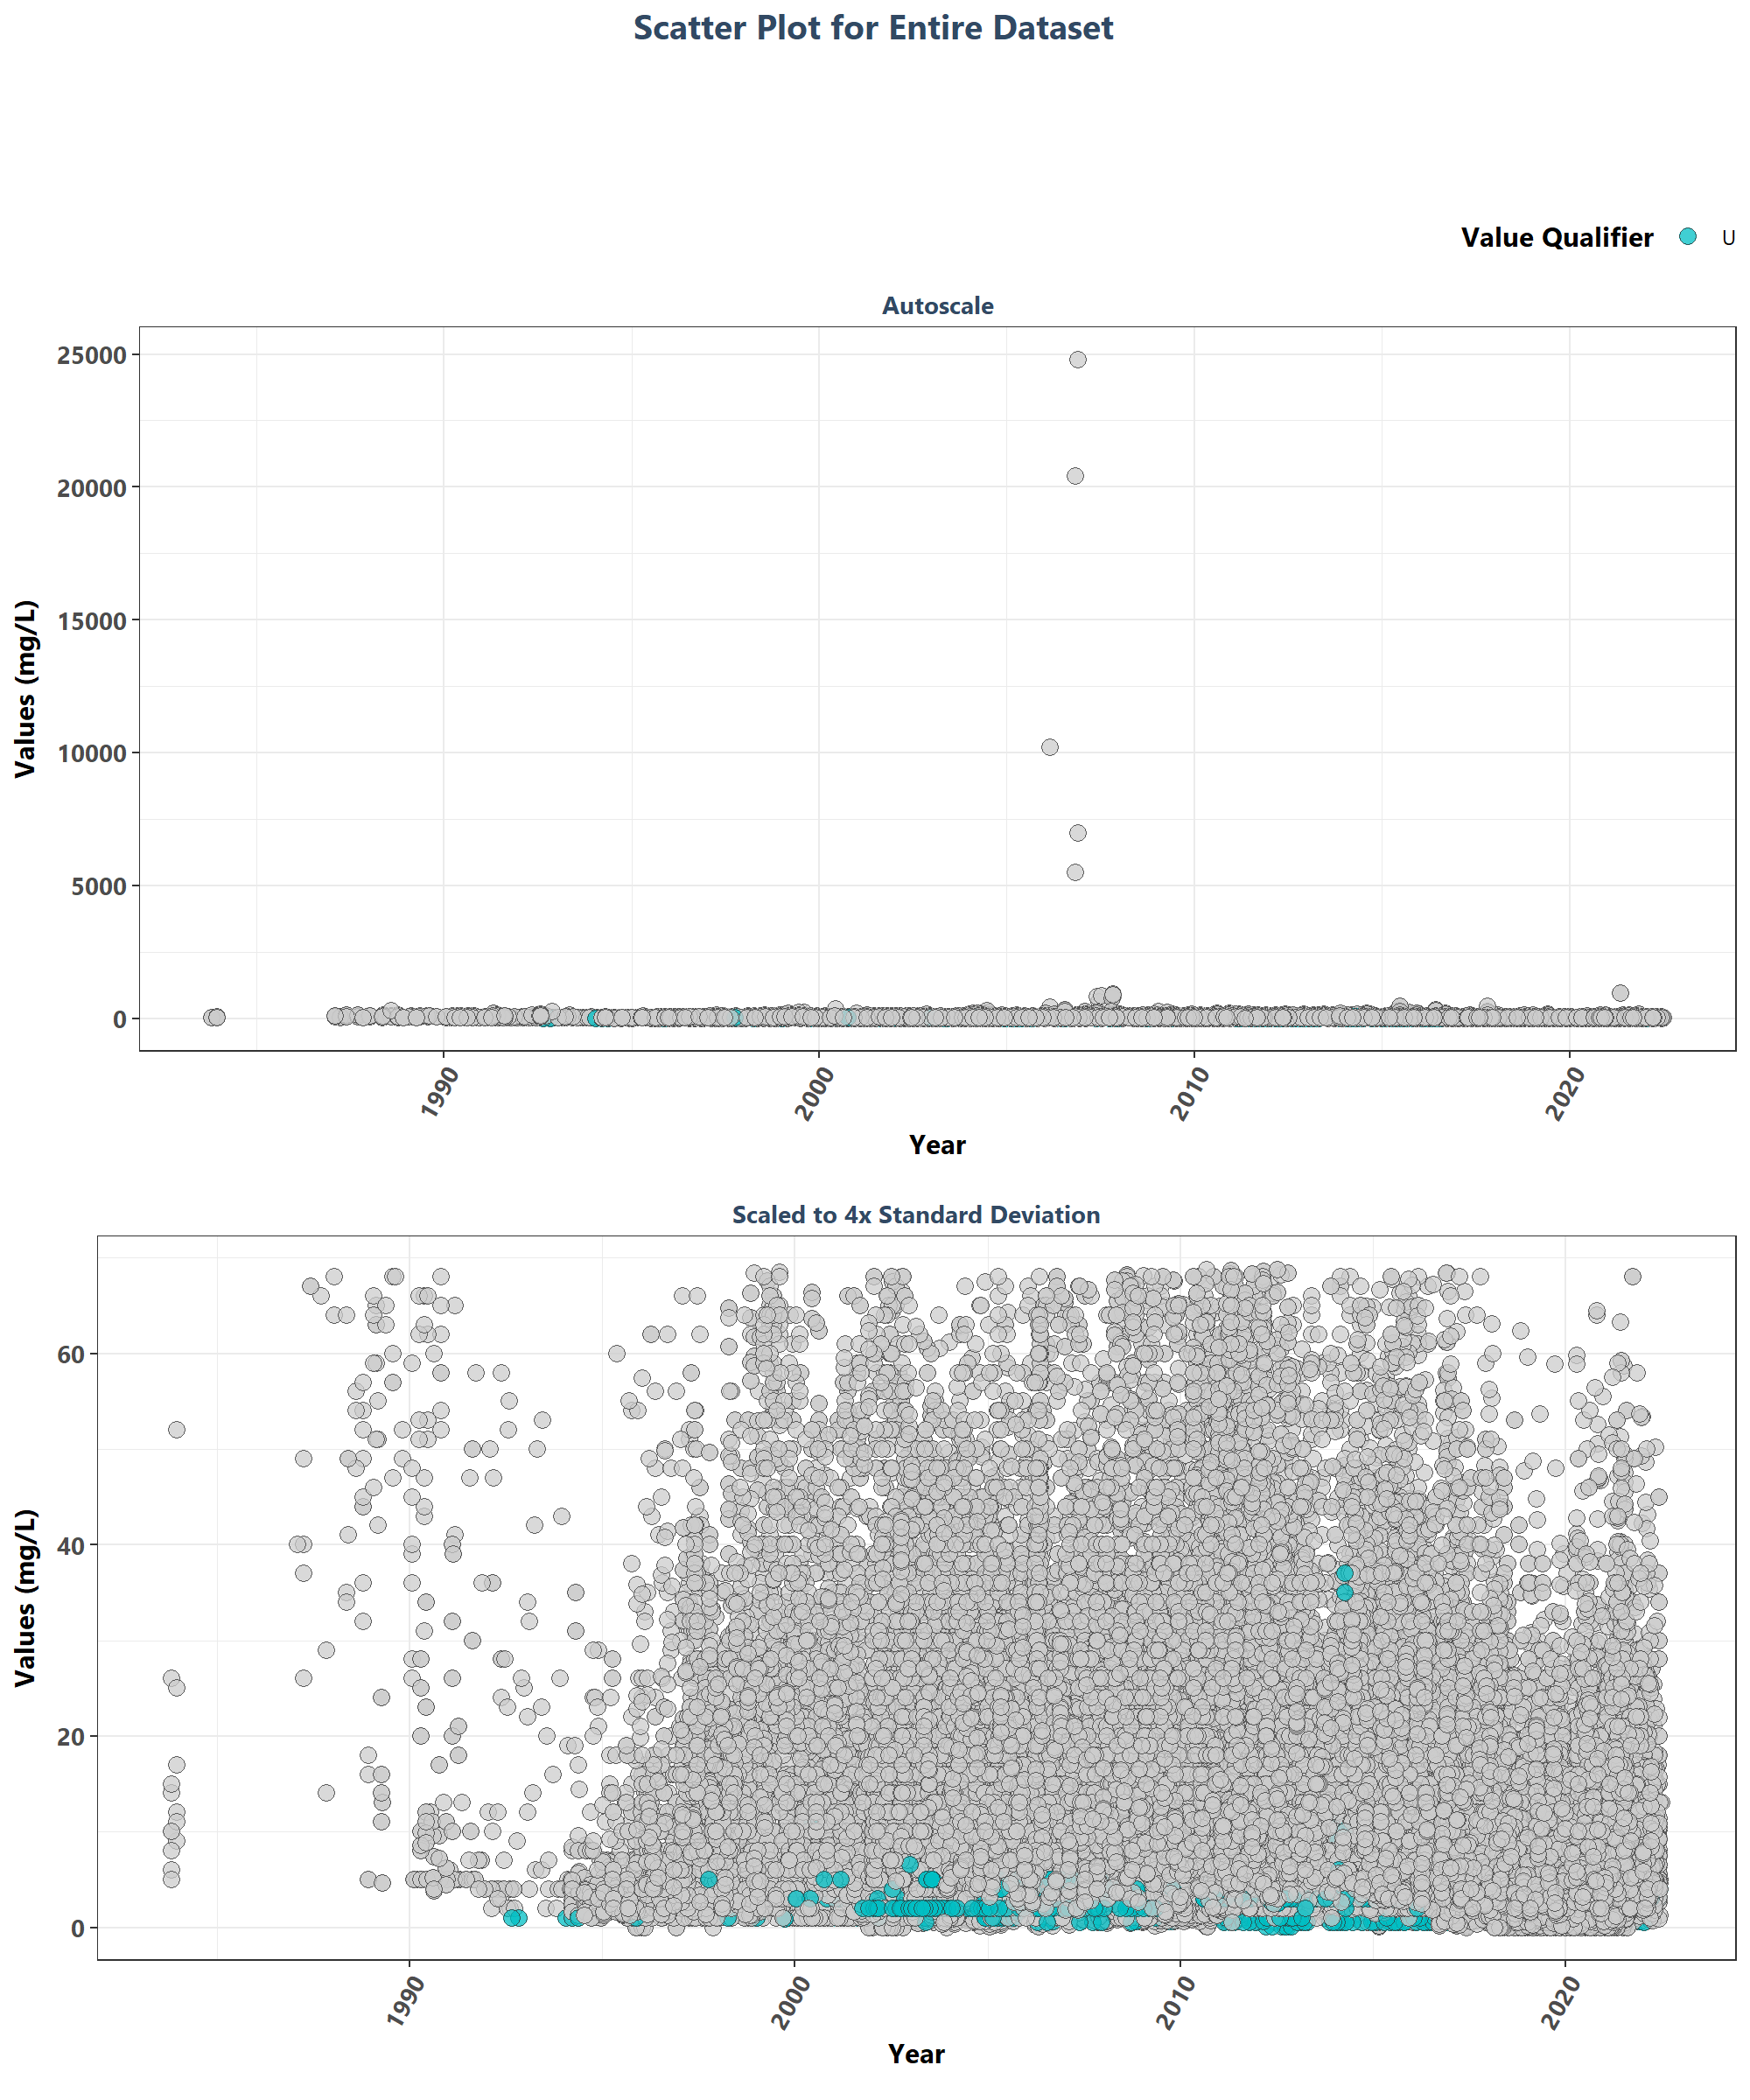 Scatter Plot for Entire Dataset
Value Qualifier U
Autoscale
Values (mg/L)
25000
20000
15000
10000
5000
0
1990 2000 2010 2020
Year
Scaled to 4x Standard Deviation
Values (mg/L)
60
40
20
0
1990 2000 2010 2020
Year